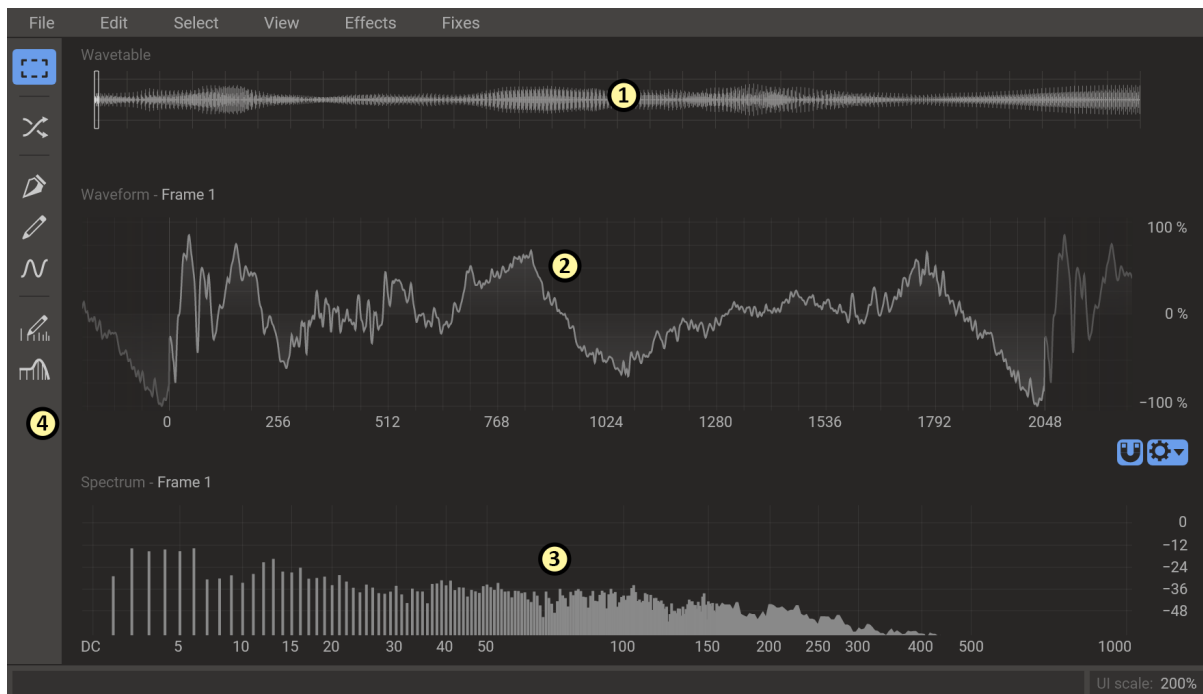 File Edit Select View Effects Fixes
Wavetable
1
Waveform - Frame 1
100 %
2
0 %
-100 %
0 256 512 768 1024 1280 1536 1792 2048
4
Spectrum - Frame 1
0
-12
3
-24
-36
-48
DC 5 10 15 20 30 40 50 100 150 200 250 300 400 500 1000
UI scale: 200%